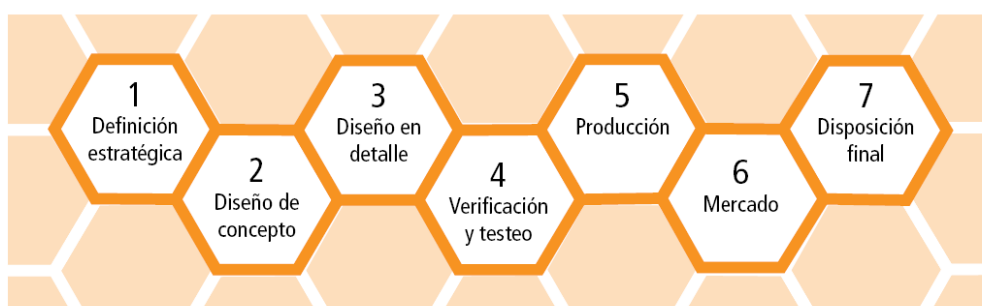 1
Definición
estratégica
2
Diseño de
concepto
3
Diseño en
detalle
4
Verificación
y testeo
5
Producción
6
Mercado
7
Disposición
final